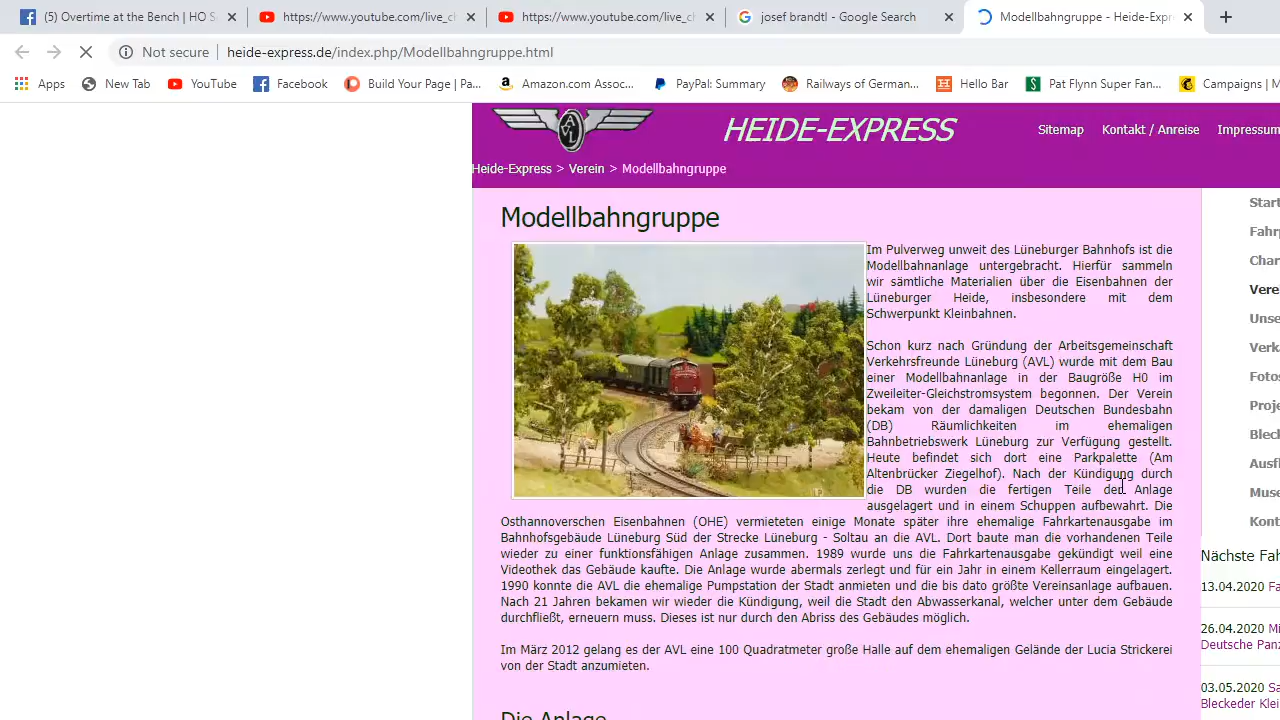 (5) Overtime at the Bench | HO S
https://www.youtube.com/live_c
https://www.youtube.com/live_ch
josef brandtl - Google Search
Modellbahngruppe - Heide-Expr
Not secure
heide-express.de/index.php/Modellbahngruppe.html
Apps
New Tab
YouTube
Facebook
Build Your Page | Pa...
Amazon.com Assoc...
PayPal: Summary
Railways of German...
Hello Bar
Pat Flynn Super Fan...
Campaigns | M
AVL
HEIDE-EXPRESS
Sitemap
Kontakt / Anreise
Impressum
Heide-Express > Verein > Modellbahngruppe
Modellbahngruppe
Im Pulverweg unweit des Lüneburger Bahnhofs ist die
Modellbahnanlage untergebracht. Hierfür sammeln
wir sämtliche Materialien über die Eisenbahnen der
Lüneburger Heide, insbesondere mit dem
Schwerpunkt Kleinbahnen.
Schon kurz nach Gründung der Arbeitsgemeinschaft
Verkehrsfreunde Lüneburg (AVL) wurde mit dem Bau
einer Modellbahnanlage in der Baugröße H0 im
Zweileiter-Gleichstromsystem begonnen. Der Verein
bekam von der damaligen Deutschen Bundesbahn
(DB) Räumlichkeiten im ehemaligen
Bahnbetriebswerk Lüneburg zur Verfügung gestellt.
Heute befindet sich dort eine Parkpalette (Am
Altenbrücker Ziegelhof). Nach der Kündigung durch
die DB wurden die fertigen Teile der Anlage
ausgelagert und in einem Schuppen aufbewahrt. Die
Osthannoverschen Eisenbahnen (OHE) vermieteten einige Monate später ihre ehemalige Fahrkartenausgabe im
Bahnhofsgebäude Lüneburg Süd der Strecke Lüneburg - Soltau an die AVL. Dort baute man die vorhandenen Teile
wieder zu einer funktionsfähigen Anlage zusammen. 1989 wurde uns die Fahrkartenausgabe gekündigt weil eine
Videothek das Gebäude kaufte. Die Anlage wurde abermals zerlegt und für ein Jahr in einem Kellerraum eingelagert.
1990 konnte die AVL die ehemalige Pumpstation der Stadt anmieten und die bis dato größte Vereinsanlage aufbauen.
Nach 21 Jahren bekamen wir wieder die Kündigung, weil die Stadt den Abwasserkanal, welcher unter dem Gebäude
durchfließt, erneuern muss. Dieses ist nur durch den Abriss des Gebäudes möglich.
Im März 2012 gelang es der AVL eine 100 Quadratmeter große Halle auf dem ehemaligen Gelände der Lucia Strickerei
von der Stadt anzumieten.
Die Anlage
Start
Fahrp
Char
Verei
Unse
Verk
Fotos
Proje
Bleck
Ausfl
Muse
Kont
Nächste Fah
13.04.2020 Fa
26.04.2020 Mi
Deutsche Panz
03.05.2020 Sa
Bleckeder Klei